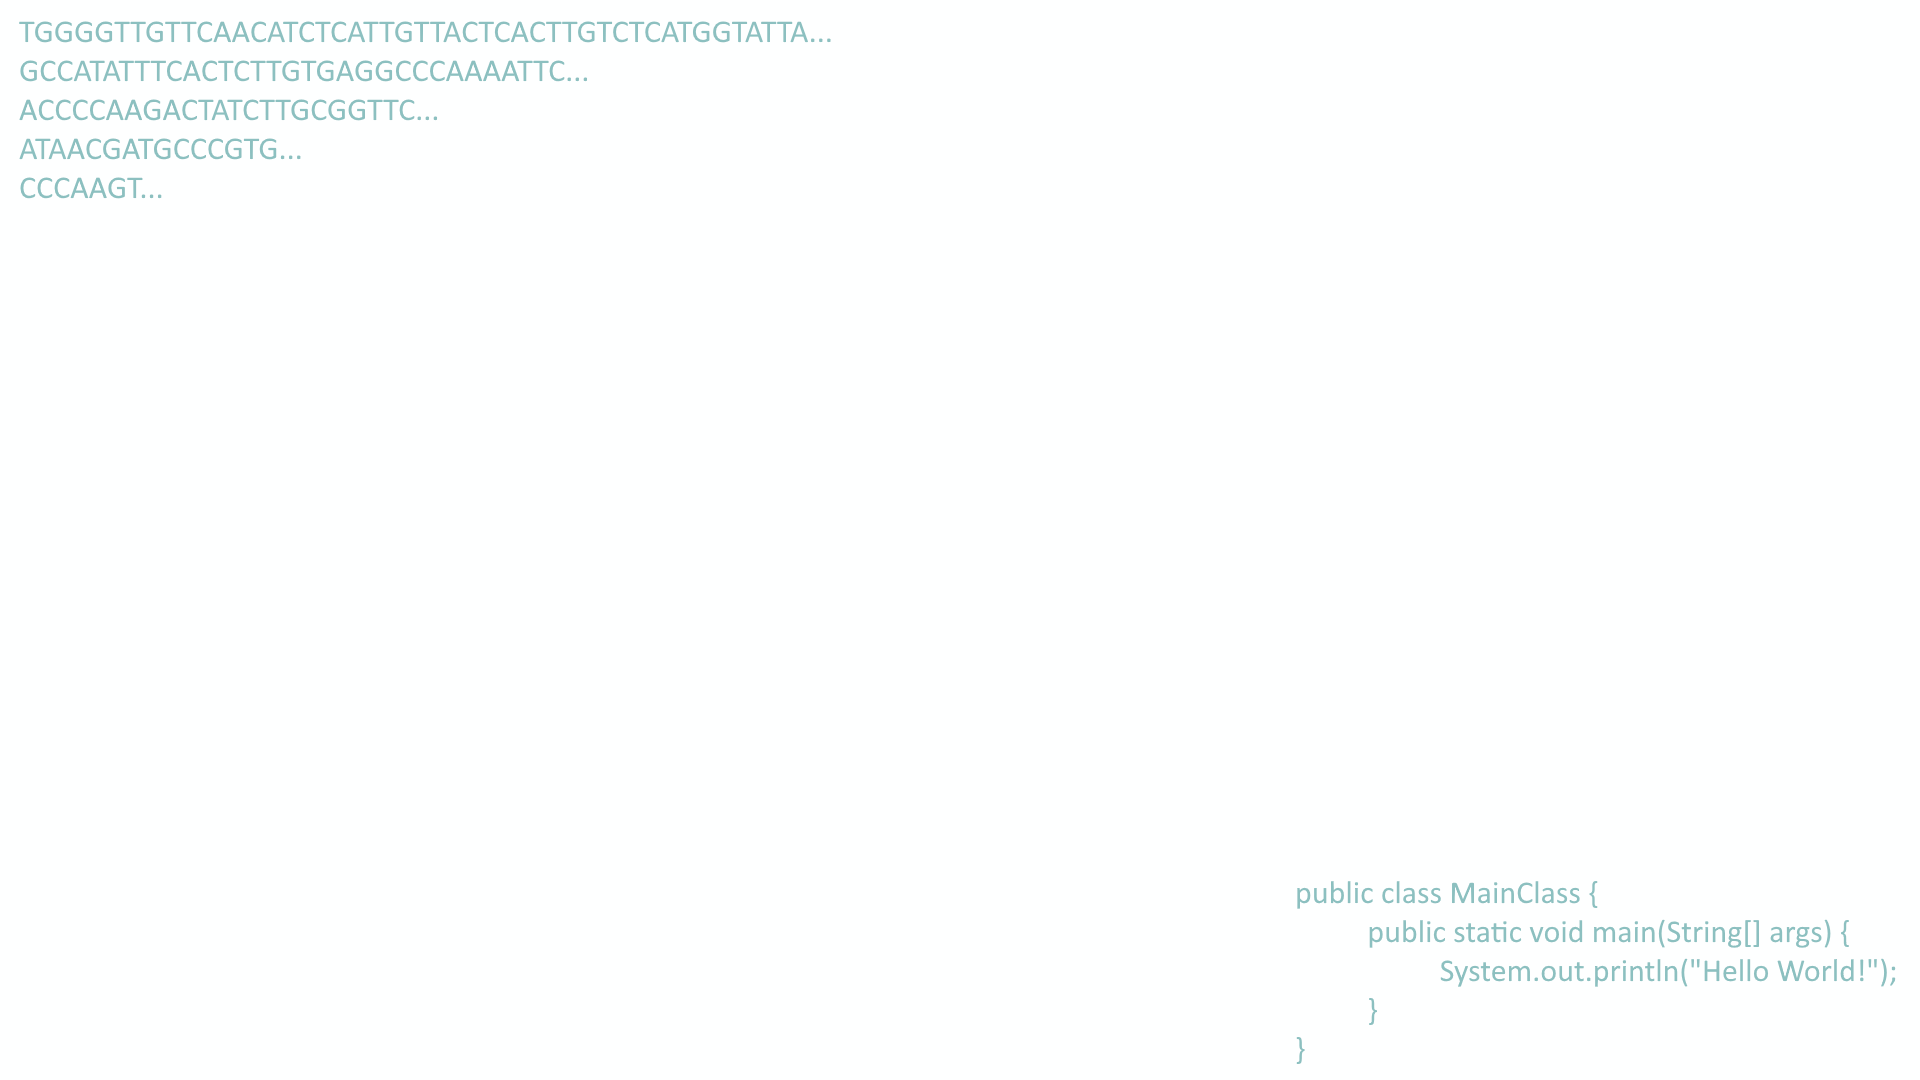 TGGGGTTGTTCAACATCTCATTGTTACTCACTTGTCTCATGGTATTA...
GCCATATTTCACTCTTGTGAGGCCCAAAATTC...
ACCCCAAGACTATCTTGCGGTTC...
ATAACGATGCCCGTG...
CCCAAGT...
public class MainClass {
public static void main(String[] args) {
System.out.println("Hello World!");
}
}